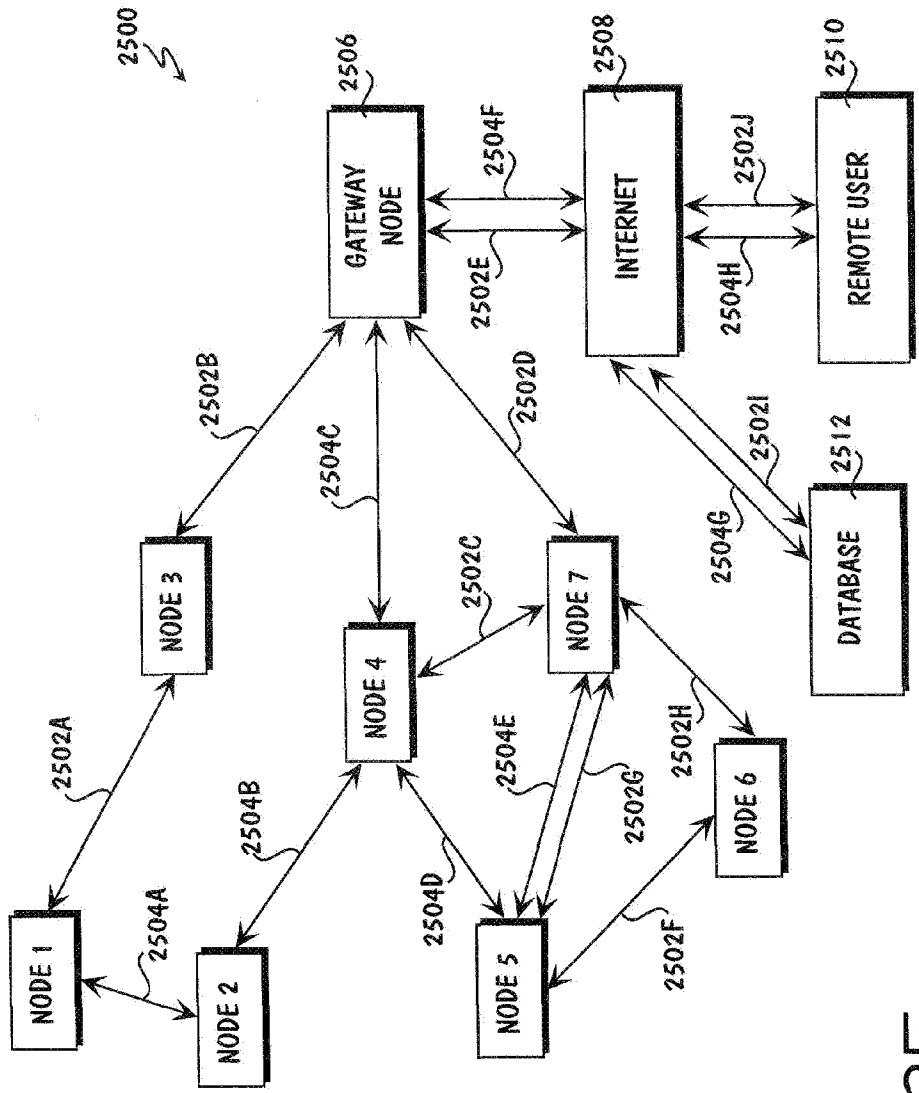 2500
NODE 1
2502A
NODE 3
2502B
GATEWAY
NODE
2506
2504A
NODE 2
2504B
NODE 4
2504C
2502E
2504F
2504D
2502C
2502D
INTERNET
2508
NODE 5
2504E
NODE 7
2502G
2504H
2502J
2502F
NODE 6
2502H
2504G
2502I
DATABASE
2512
REMOTE USER
2510